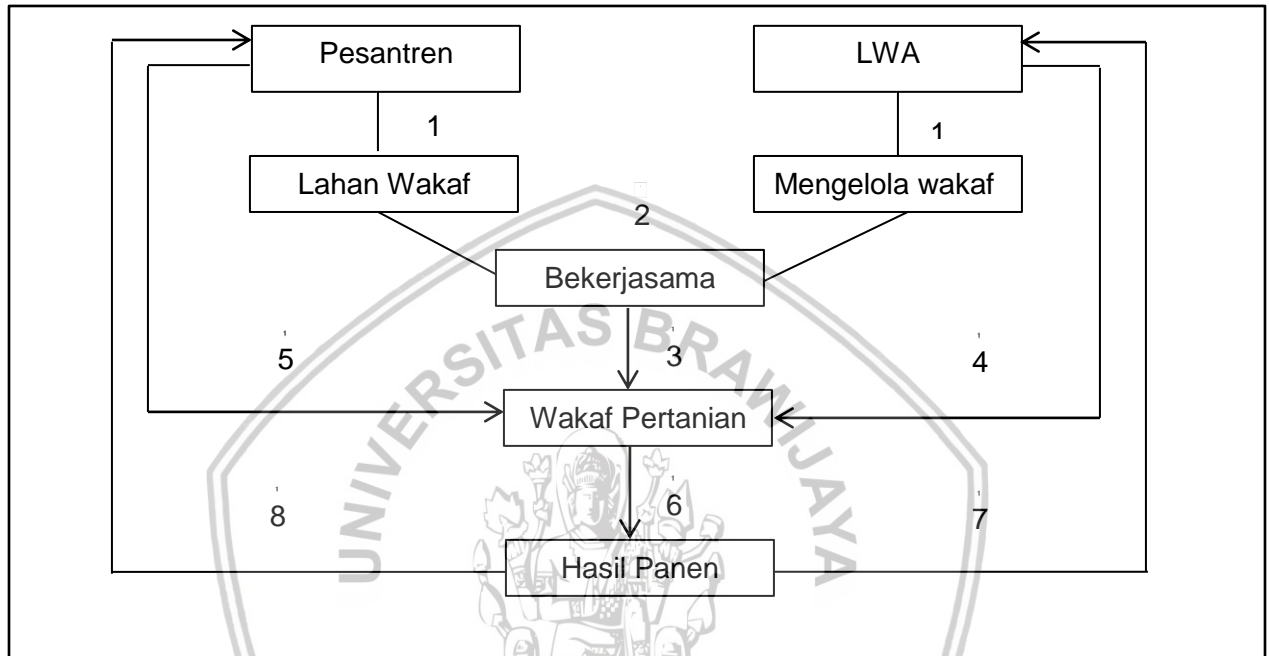 Pesantren
LWA
1
1
Lahan Wakaf
Mengelola wakaf
2
Bekerjasama
UNIVERSITAS BRAWIJAYA
3
5
4
Wakaf Pertanian
6
8
7
Hasil Panen